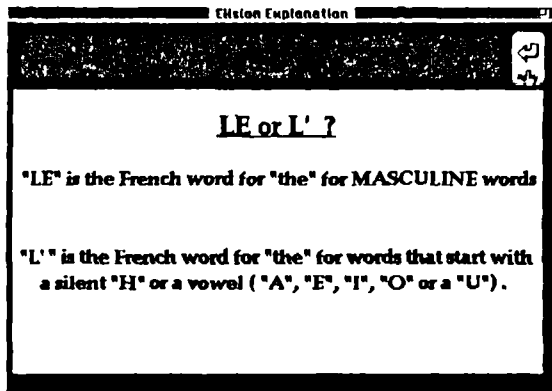 Elision Explanation
LE or L' ?
"LE" is the French word for "the" for MASCULINE words
"L' " is the French word for "the" for words that start with
a silent "H" or a vowel ( "A", "E", "I", "O" or a "U") .